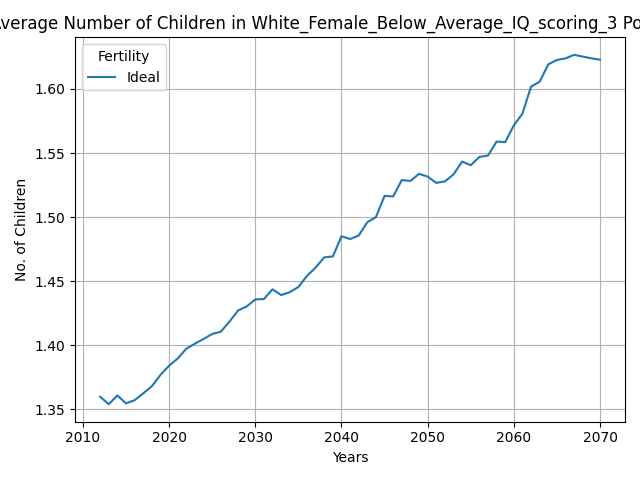 Average Number of Children in White_Female_Below_Average_IQ_scoring_3 Po
Fertility
Ideal
No. of Children
1.60
1.55
1.50
1.45
1.40
1.35
2010 2020 2030 2040 2050 2060 2070
Years